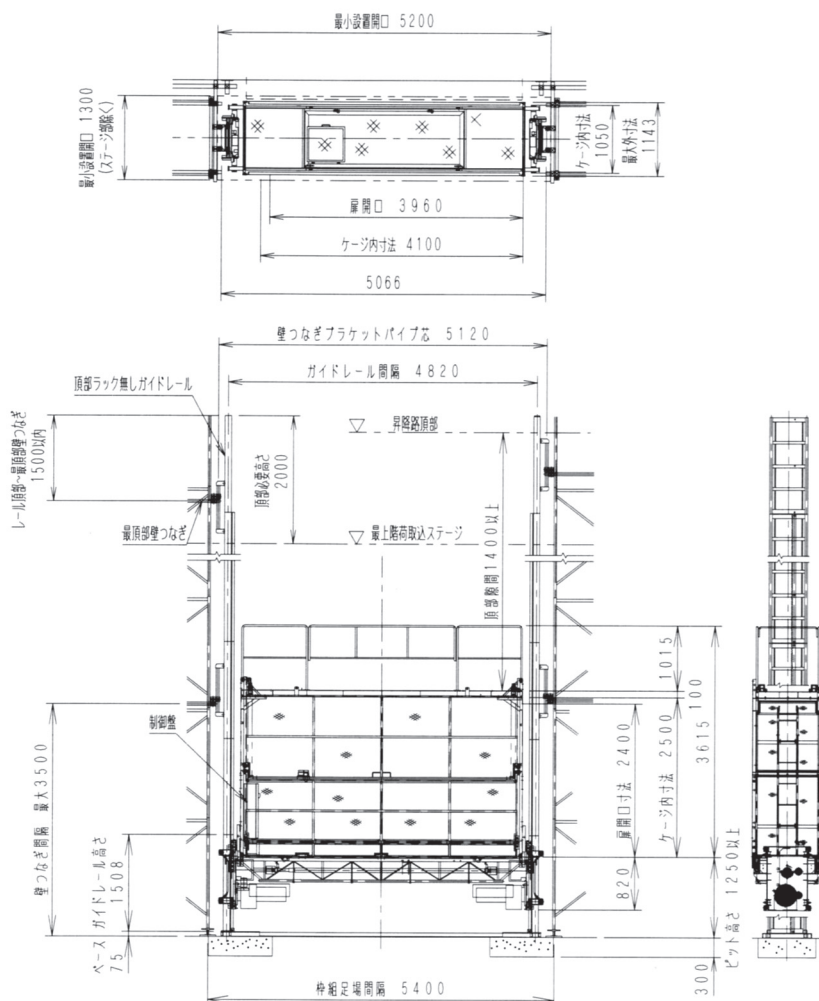 最小設置開口 5200
最小設置開口 1300
(ステージ部除く)
ケージ内寸法
1050
最大外寸法
1143
扉開口 3960
ケージ内寸法 4100
5066
壁つなぎブラケットパイプ芯 5120
ガイドレール間隔 4820
頂部ラック無しガイドレール
レール頂部~最頂部壁つなぎ
1500以内
最頂部壁つなぎ
頂部必要高さ
2000
昇降路頂部
最上階荷取込ステージ
頂部隙間1400以上
制御盤
1015
100
3615
扉開口寸法 2400
ケージ内寸法 2500
820
ピット高さ 1250以上
300
壁つなぎ間隔 最大3500
ガイドレール高さ
1508
ベース
75
枠組足場間隔 5400